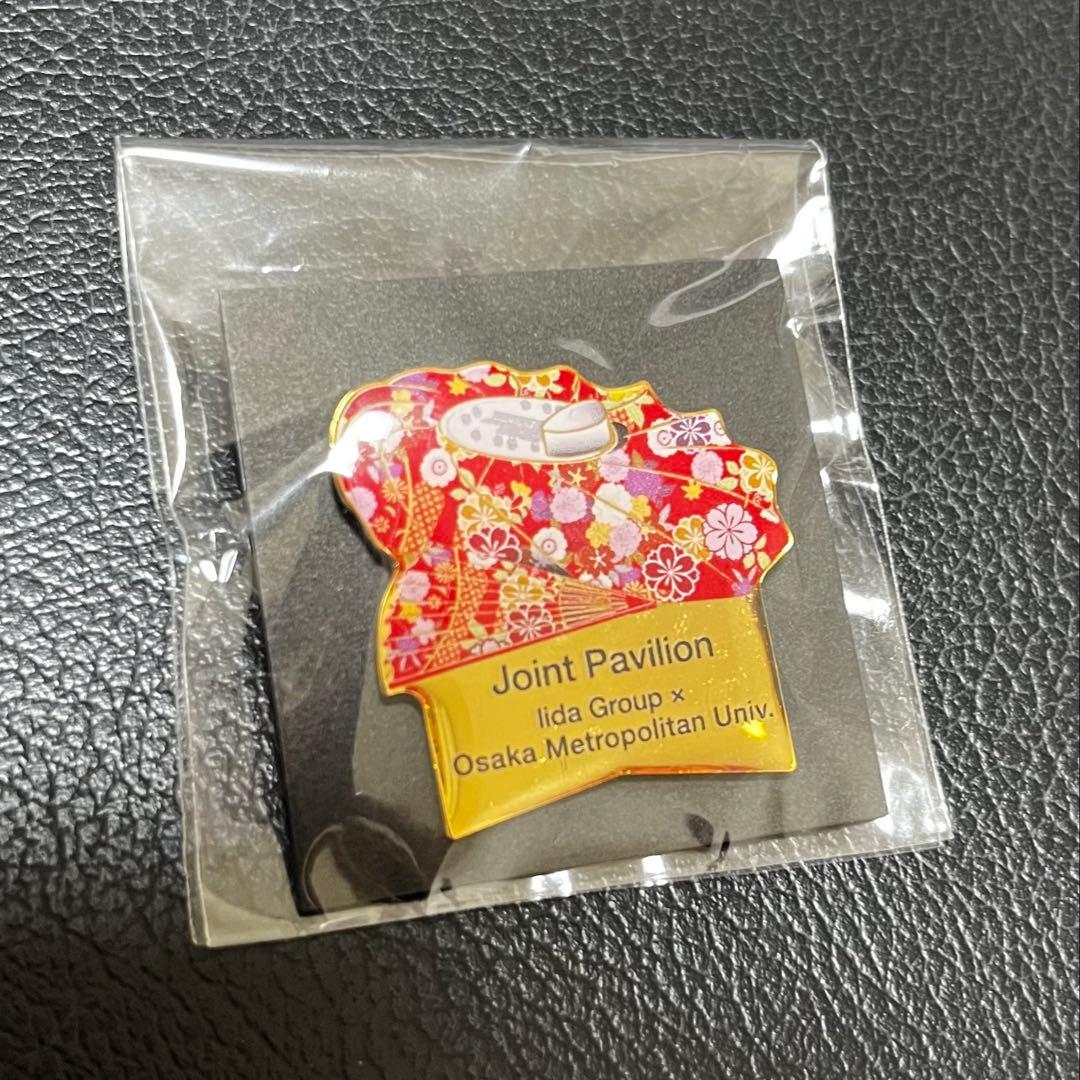 Joint Pavilion
Iida Group ×
Osaka Metropolitan Univ.